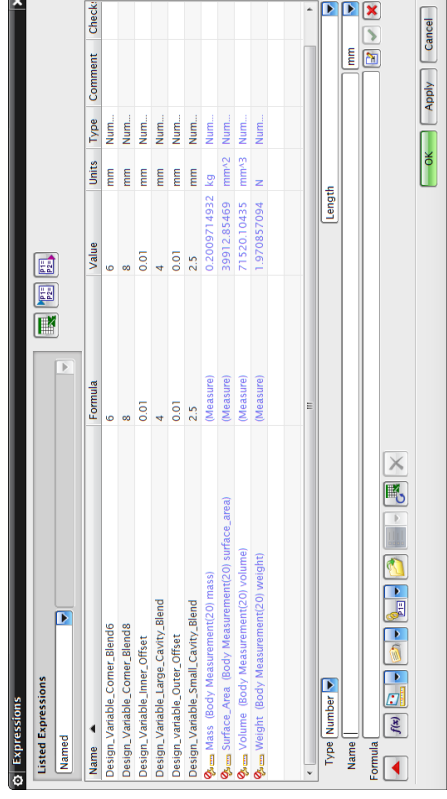 Expressions
Listed Expressions
Named
P1= P2=
P1= P2=
Name Formula Value Units Type Comment Check
Design_Variable_Corner_Blend6 6 6 mm Num...
Design_Variable_Corner_Blend8 8 8 mm Num...
Design_Variable_Inner_Offset 0.01 0.01 mm Num...
Design_Variable_Large_Cavity_Blend 4 4 mm Num...
Design_variable_Outer_Offset 0.01 0.01 mm Num...
Design_Variable_Small_Cavity_Blend 2.5 2.5 mm Num...
Mass (Body Measurement(20) mass) (Measure) 0.2009714932 kg Num...
Surface_Area (Body Measurement(20) surface_area) (Measure) 39912.85469 mm^2 Num...
Volume (Body Measurement(20) volume) (Measure) 71520.10435 mm^3 Num...
Weight (Body Measurement(20) weight) (Measure) 1.970857094 N Num...
Type Number Length
Name mm
Formula
f(x) P1=
OK Apply Cancel